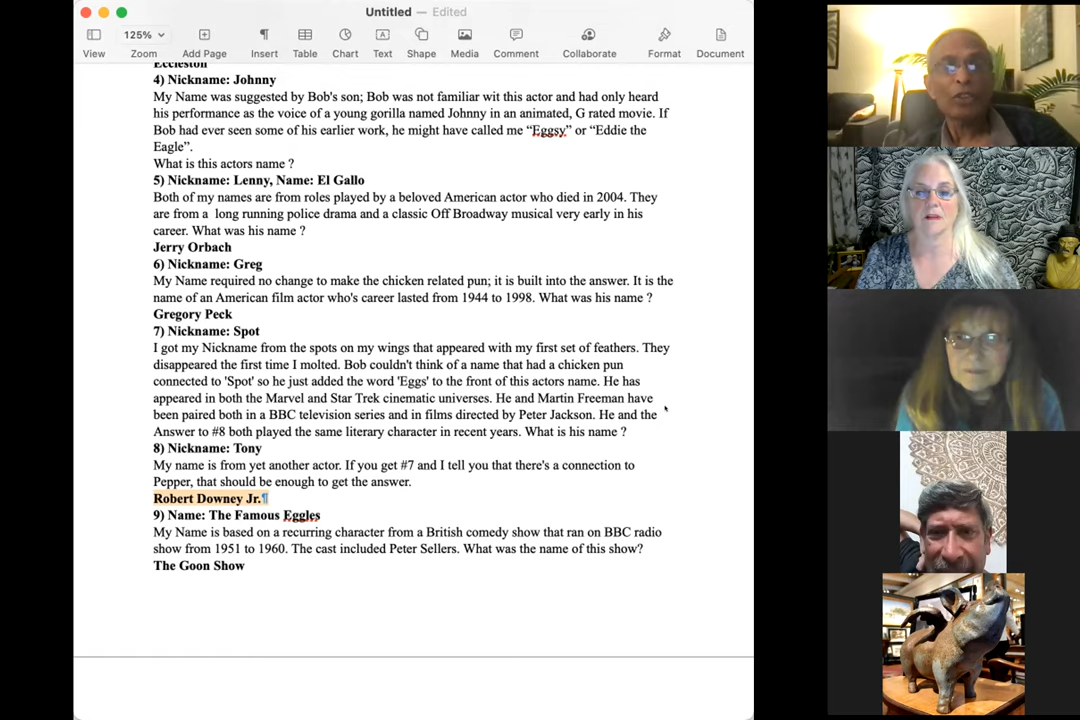 Untitled — Edited
125%
View Zoom Add Page Insert Table Chart Text Shape Media Comment Collaborate Format Document
Eccleston
4) Nickname: Johnny
My Name was suggested by Bob's son; Bob was not familiar wit this actor and had only heard
his performance as the voice of a young gorilla named Johnny in an animated, G rated movie. If
Bob had ever seen some of his earlier work, he might have called me “Eggsy” or “Eddie the
Eagle”.
What is this actors name ?
5) Nickname: Lenny, Name: El Gallo
Both of my names are from roles played by a beloved American actor who died in 2004. They
are from a long running police drama and a classic Off Broadway musical very early in his
career. What was his name ?
Jerry Orbach
6) Nickname: Greg
My Name required no change to make the chicken related pun; it is built into the answer. It is the
name of an American film actor who's career lasted from 1944 to 1998. What was his name ?
Gregory Peck
7) Nickname: Spot
I got my Nickname from the spots on my wings that appeared with my first set of feathers. They
disappeared the first time I molted. Bob couldn't think of a name that had a chicken pun
connected to 'Spot' so he just added the word 'Eggs' to the front of this actors name. He has
appeared in both the Marvel and Star Trek cinematic universes. He and Martin Freeman have
been paired both in a BBC television series and in films directed by Peter Jackson. He and the
Answer to #8 both played the same literary character in recent years. What is his name ?
8) Nickname: Tony
My name is from yet another actor. If you get #7 and I tell you that there's a connection to
Pepper, that should be enough to get the answer.
Robert Downey Jr.¶
9) Name: The Famous Eggles
My Name is based on a recurring character from a British comedy show that ran on BBC radio
show from 1951 to 1960. The cast included Peter Sellers. What was the name of this show?
The Goon Show